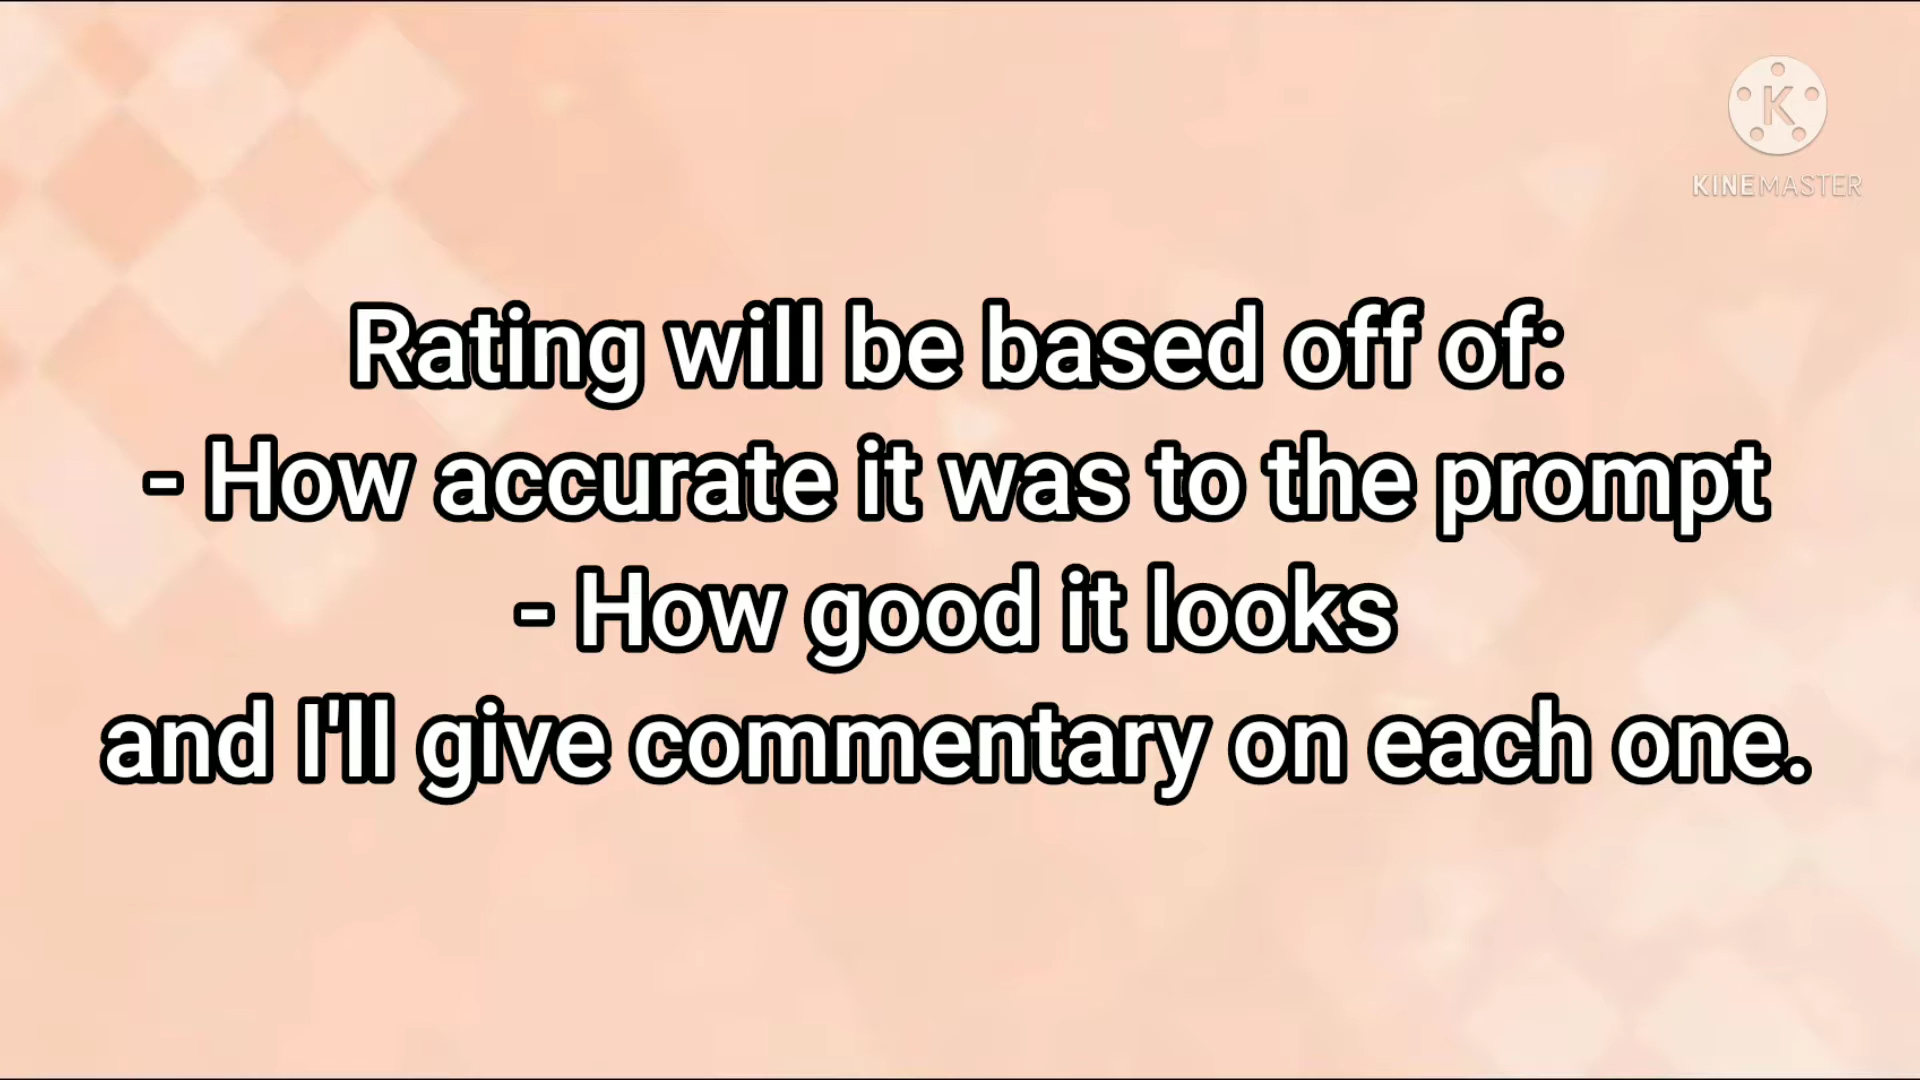 K
KINEMASTER
Rating will be based off of:
- How accurate it was to the prompt
- How good it looks
and I'll give commentary on each one.